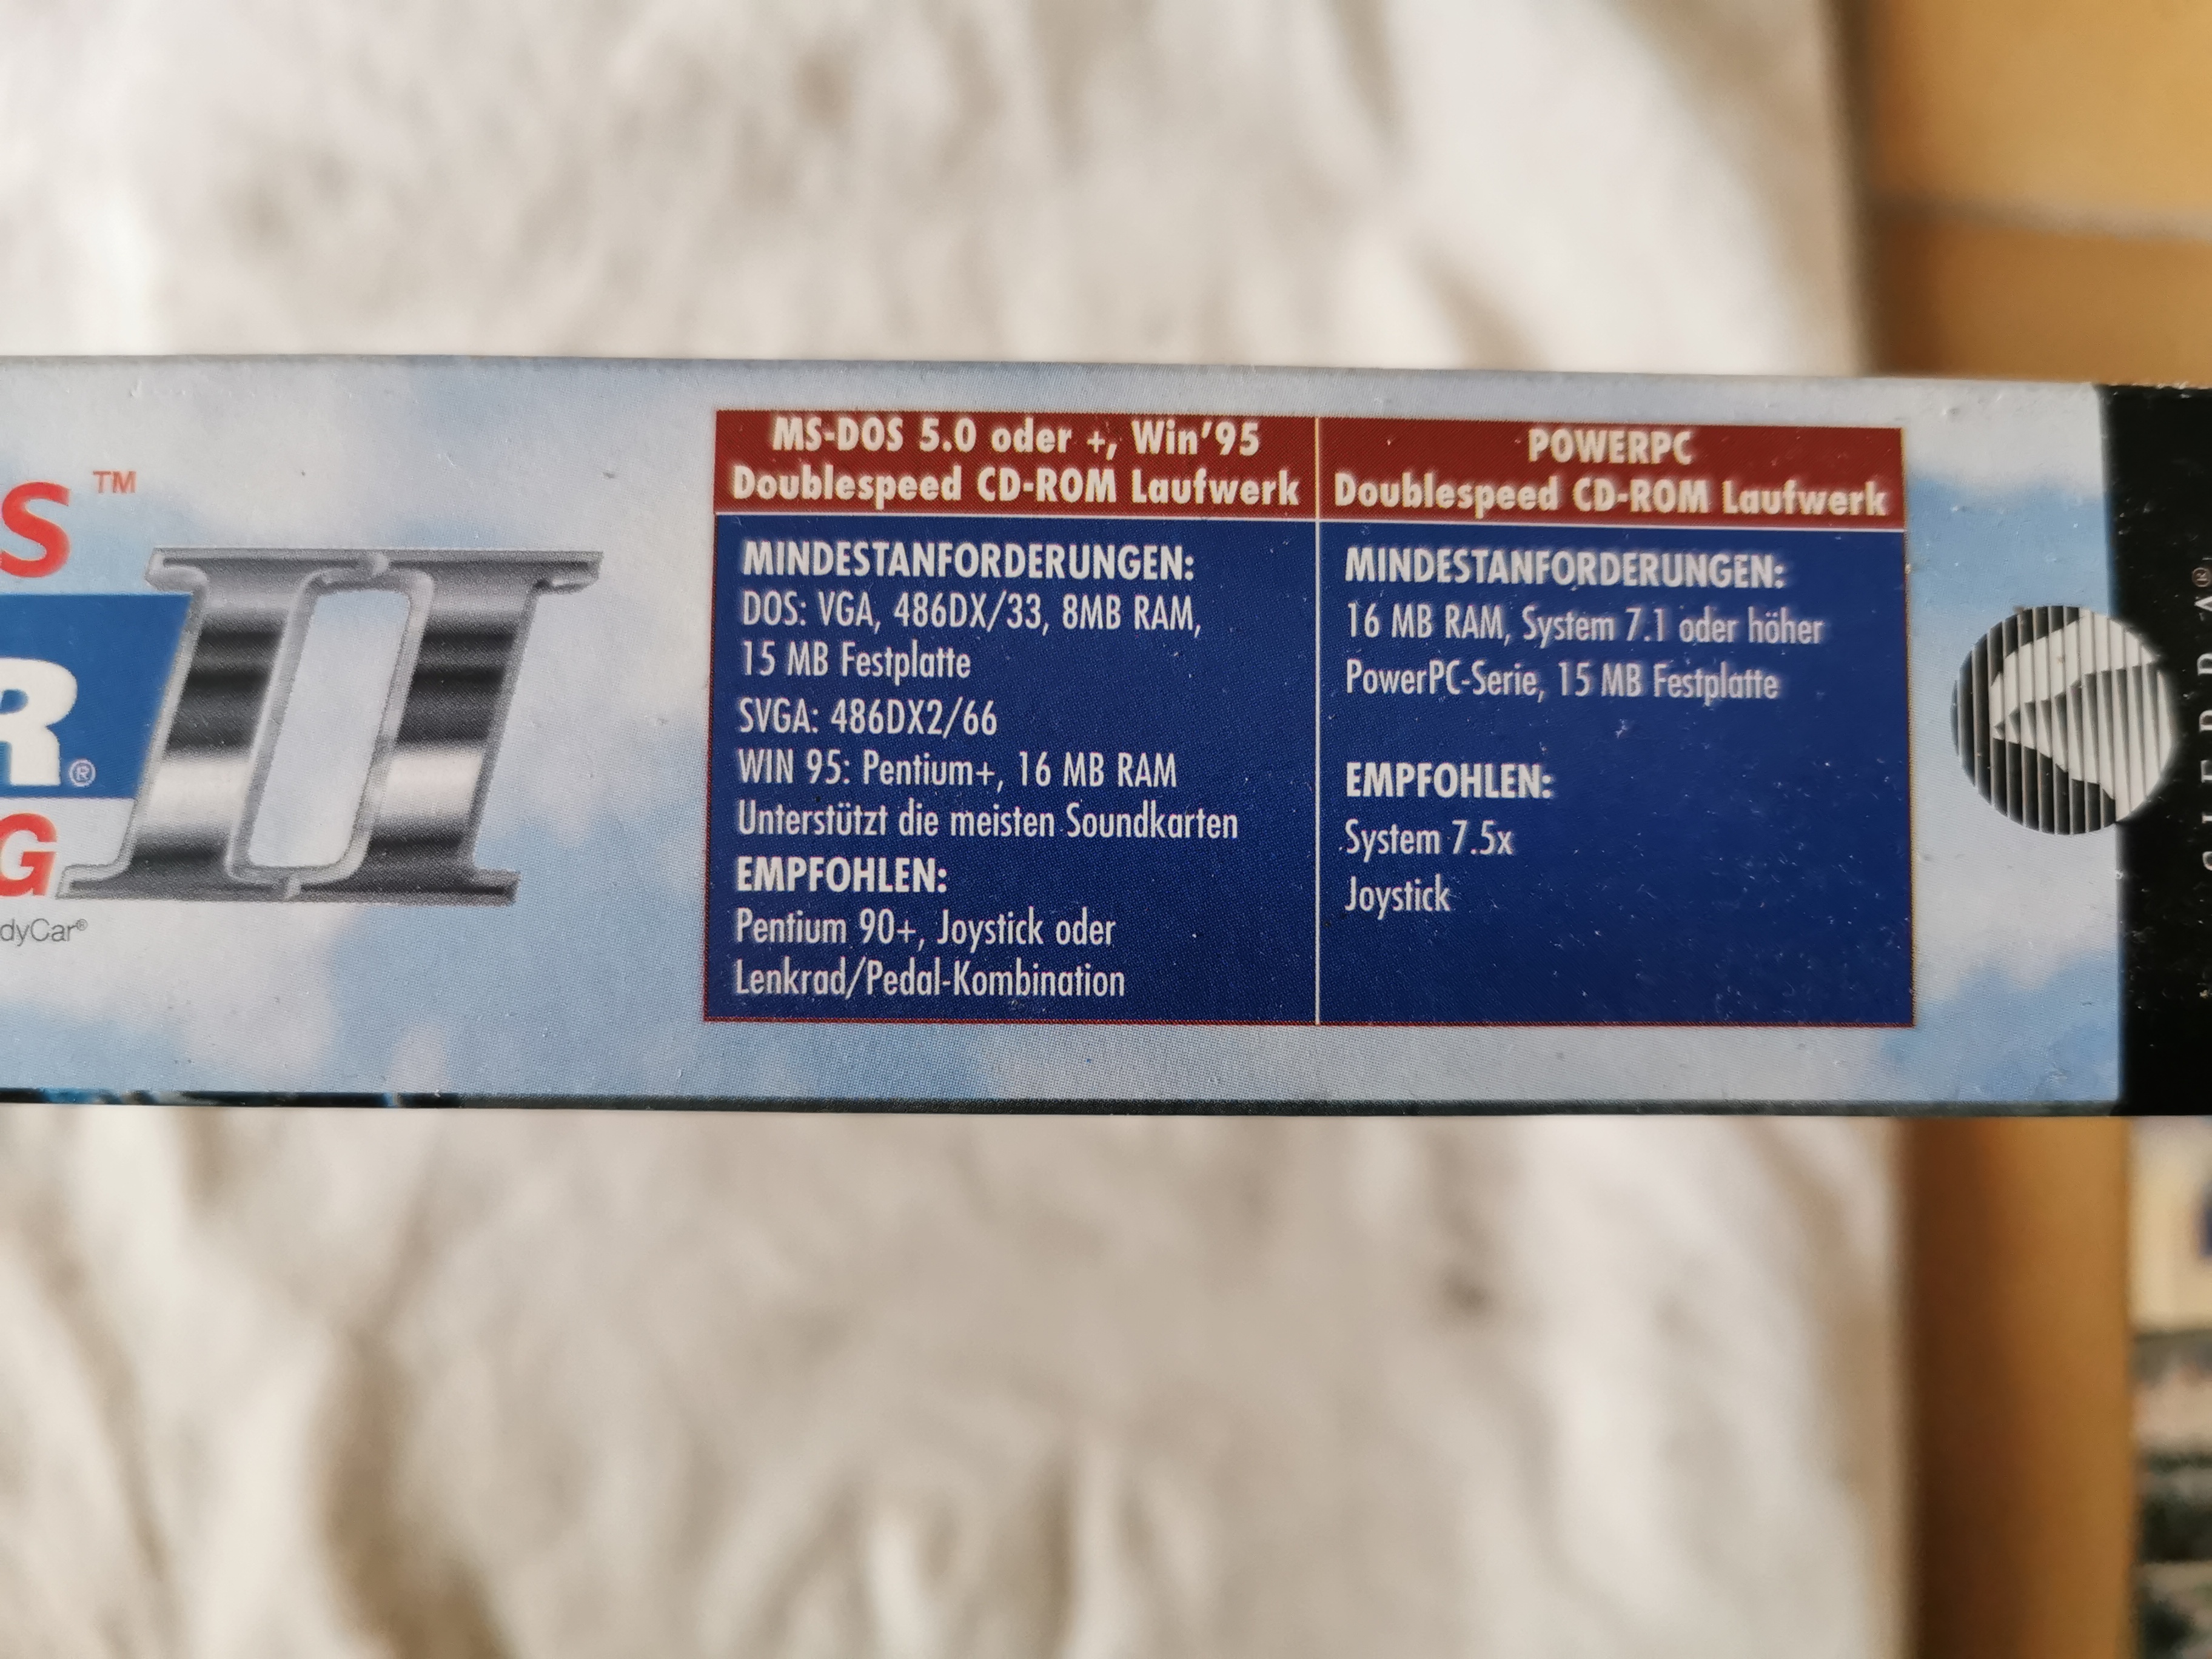 S™
R®
G
dyCar®
II
MS-DOS 5.0 oder +, Win'95
Doublespeed CD-ROM Laufwerk
MINDESTANFORDERUNGEN:
DOS: VGA, 486DX/33, 8MB RAM,
15 MB Festplatte
SVGA: 486DX2/66
WIN 95: Pentium+, 16 MB RAM
Unterstützt die meisten Soundkarten
EMPFOHLEN:
Pentium 90+, Joystick oder
Lenkrad/Pedal-Kombination
POWERPC
Doublespeed CD-ROM Laufwerk
MINDESTANFORDERUNGEN:
16 MB RAM, System 7.1 oder höher
PowerPC-Serie, 15 MB Festplatte
EMPFOHLEN:
System 7.5x
Joystick